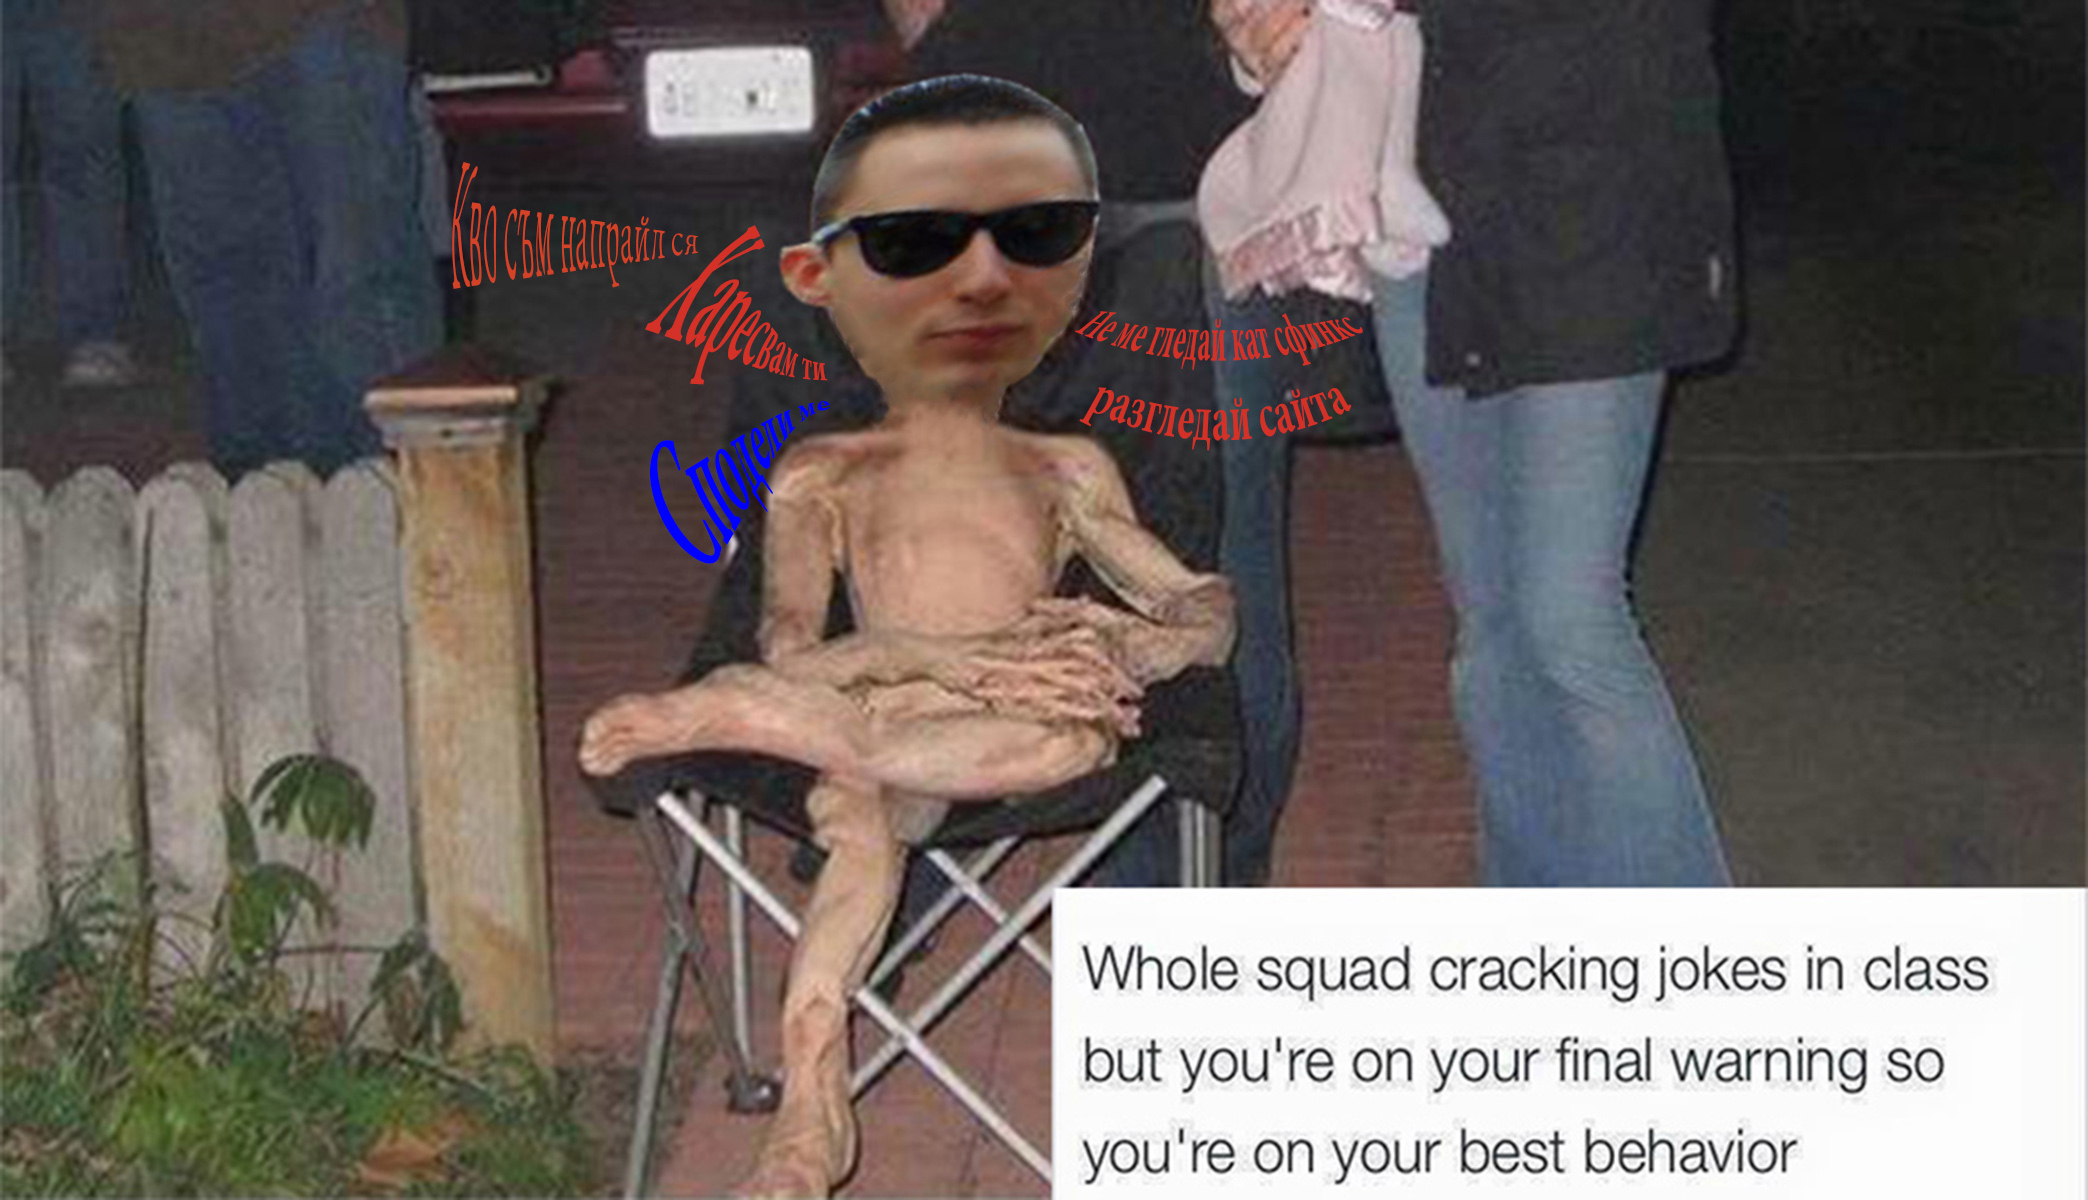 Кво съм напрайл ся
Харесвам ти
Сподели ме
Не ме гледай кат сфинкс
разгледай сайта
Whole squad cracking jokes in class
but you're on your final warning so
you're on your best behavior